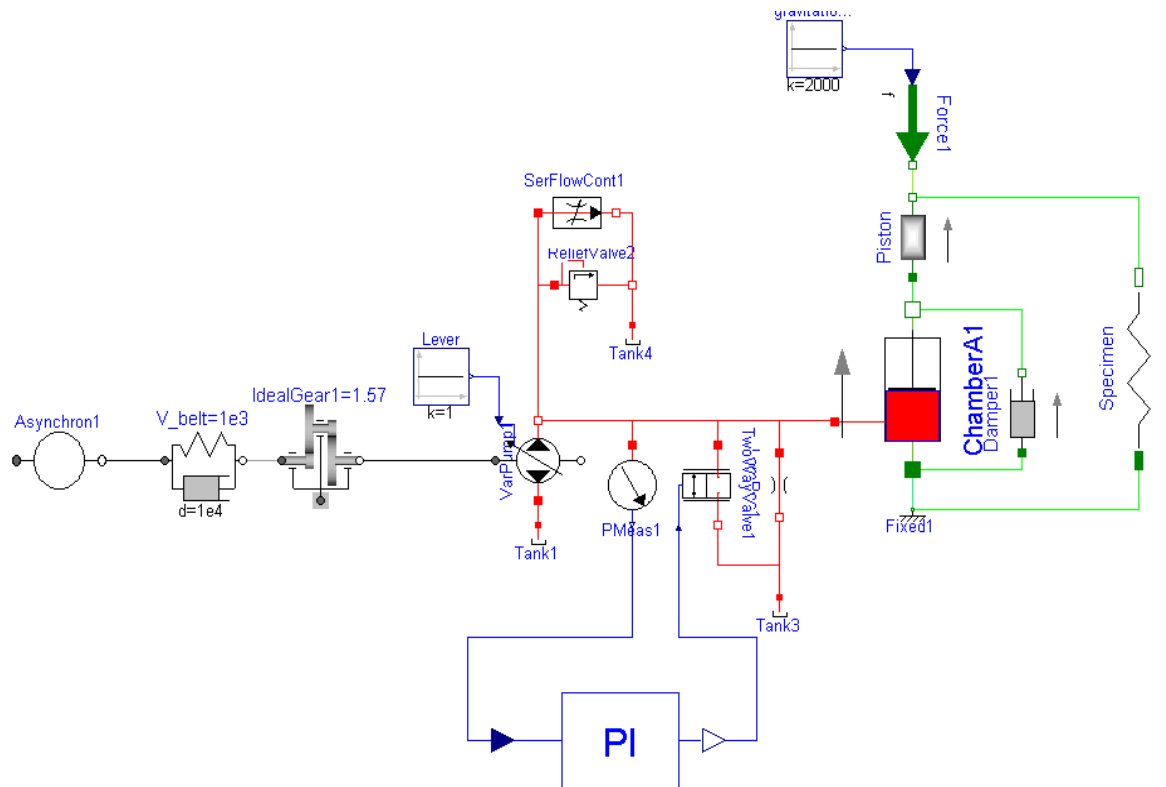 gravitatio...
k=2000
f
Force1
SerFlowCont1
ReliefValve2
Piston
Tank4
Lever
k=1
IdealGear1=1.57
V_belt=1e3
Asynchron1
d=1e4
VarPump1
Tank1
PMeas1
TwoWayValve1
ChamberA1
Damper1
Specimen
Fixed1
Tank3
PI